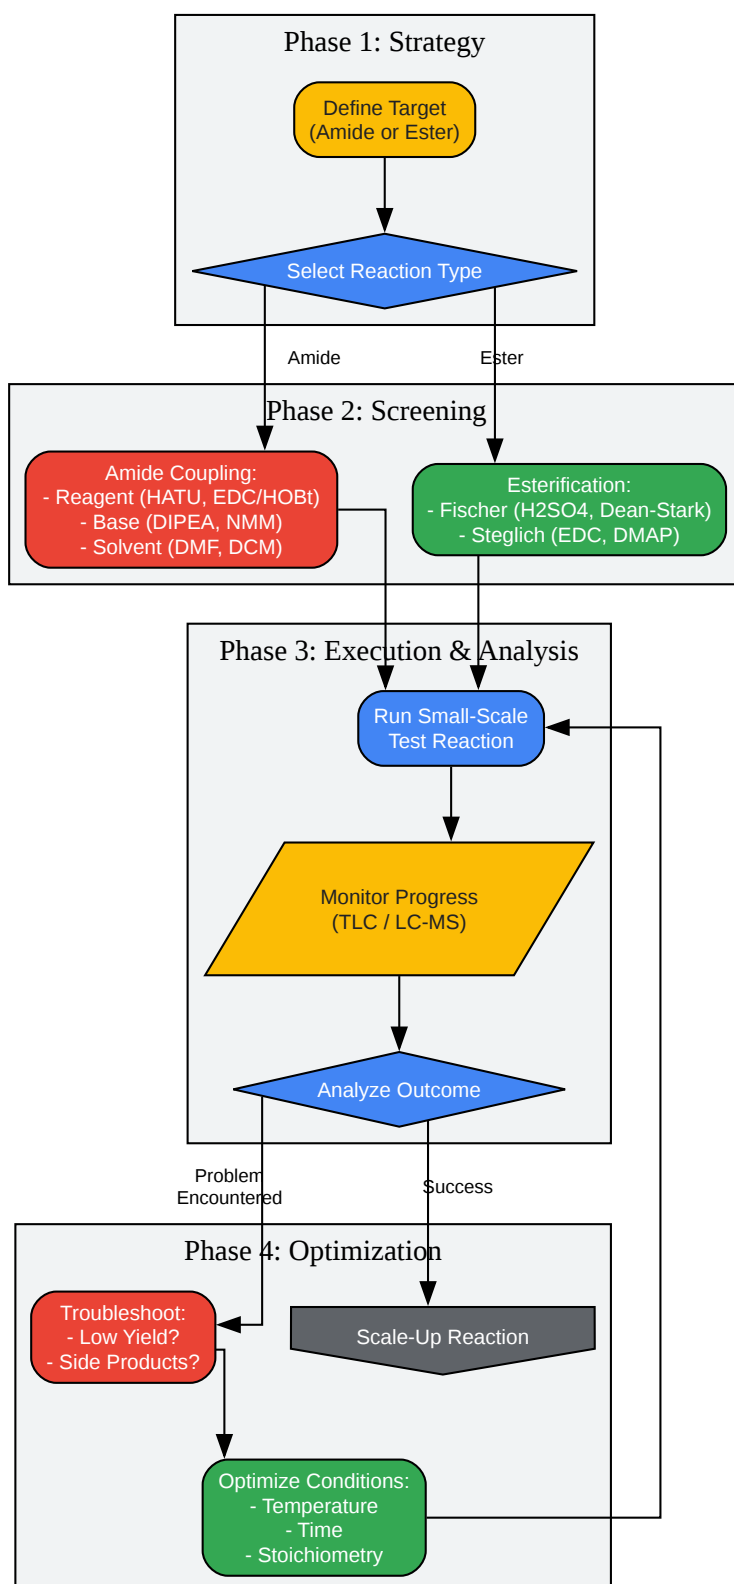 Phase 1: Strategy
Define Target
(Amide or Ester)
Select Reaction Type
Amide
Ester
Phase 2: Screening
Amide Coupling:
- Reagent (HATU, EDC/HOBt)
- Base (DIPEA, NMM)
- Solvent (DMF, DCM)
Esterification:
- Fischer (H2SO4, Dean-Stark)
- Steglich (EDC, DMAP)
Phase 3: Execution & Analysis
Run Small-Scale
Test Reaction
Monitor Progress
(TLC / LC-MS)
Analyze Outcome
Problem
Encountered
Success
Phase 4: Optimization
Troubleshoot:
- Low Yield?
- Side Products?
Scale-Up Reaction
Optimize Conditions:
- Temperature
- Time
- Stoichiometry